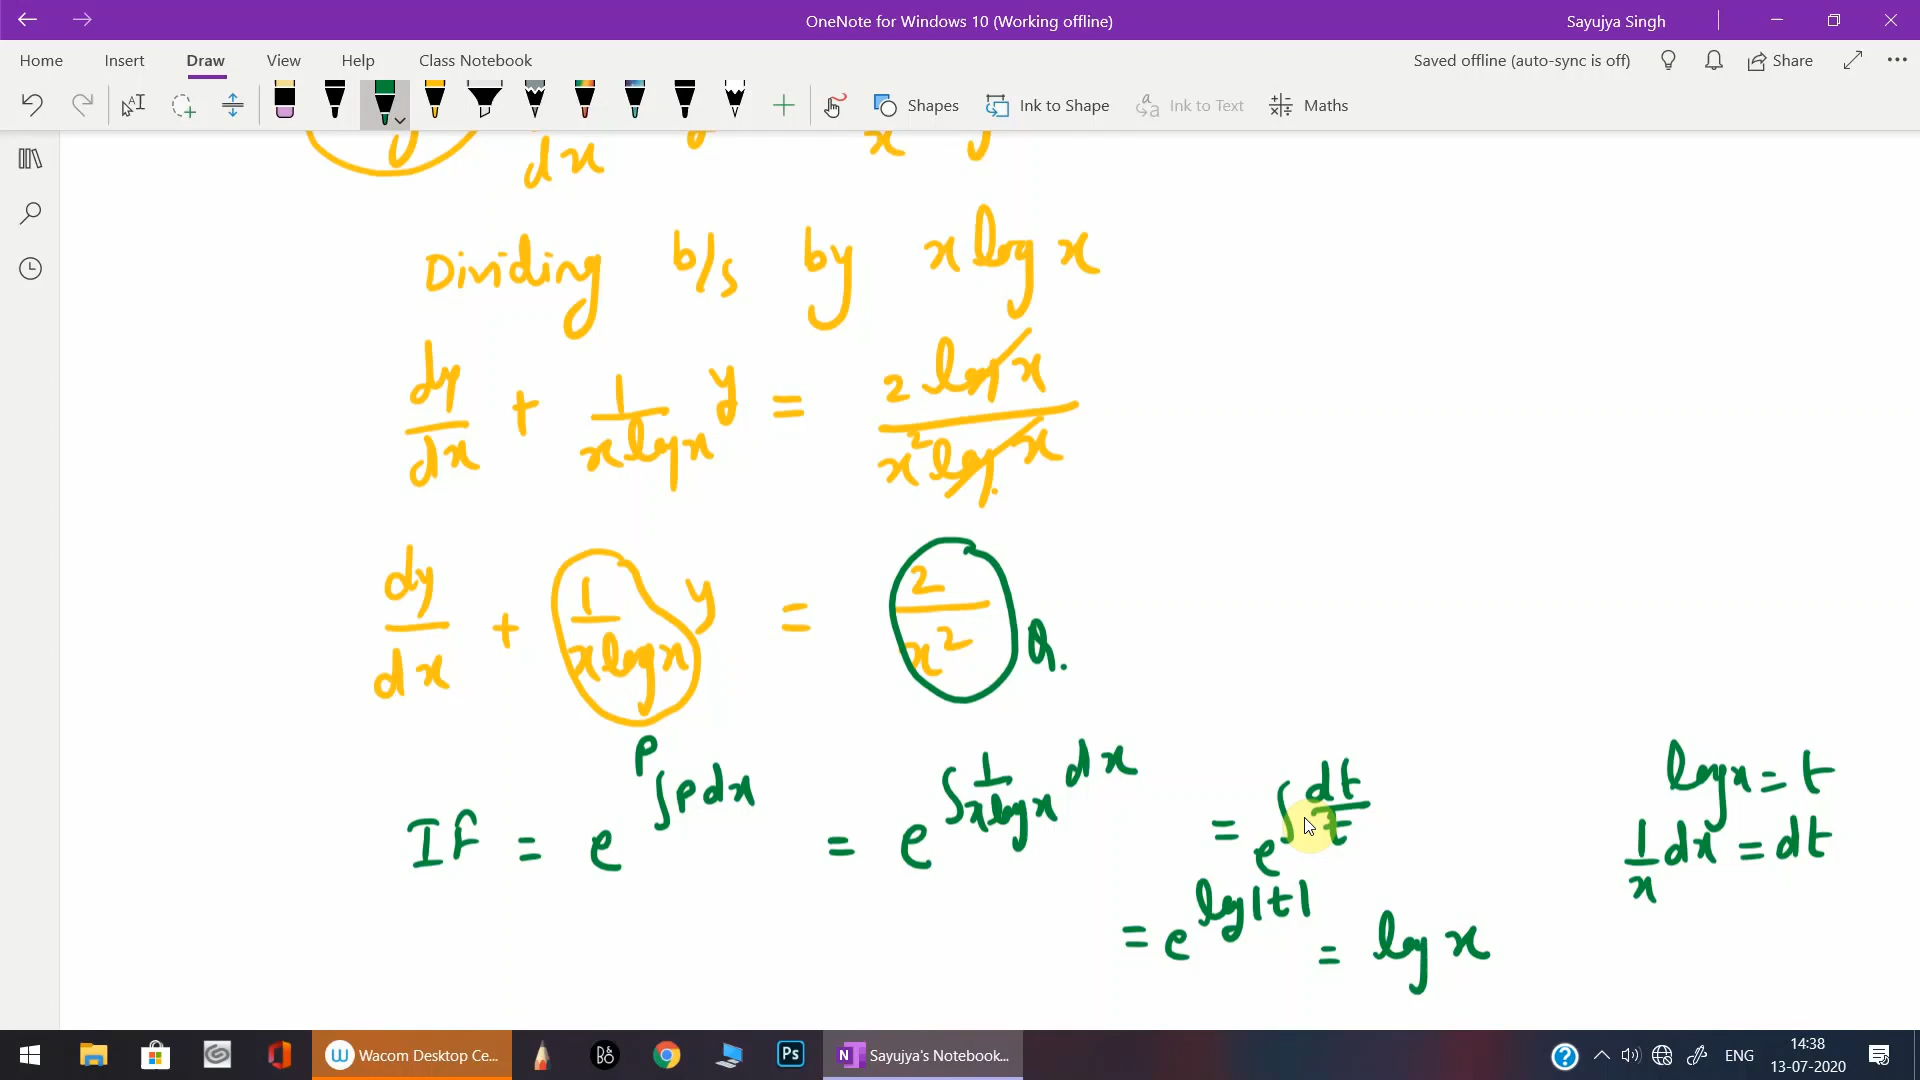 OneNote for Windows 10 (Working offline) Sayujya Singh
Home Insert Draw View Help Class Notebook Saved offline (auto-sync is off) Share
Shapes Ink to Shape Ink to Text Maths
dx x y
Dividing b/s by x log x
dy/dx + 1/(x log x) y = 2 log x / x² log x
dy/dx + 1/(x log x) y = 2/x² Q.
P
IF = e^∫P dx = e^∫1/(x log x) dx = e^∫dt/t
log x = t
1/x dx = dt
= e^log|t| = log x
Wacom Desktop Ce... Ps N Sayujya's Notebook... ENG 14:38
13-07-2020